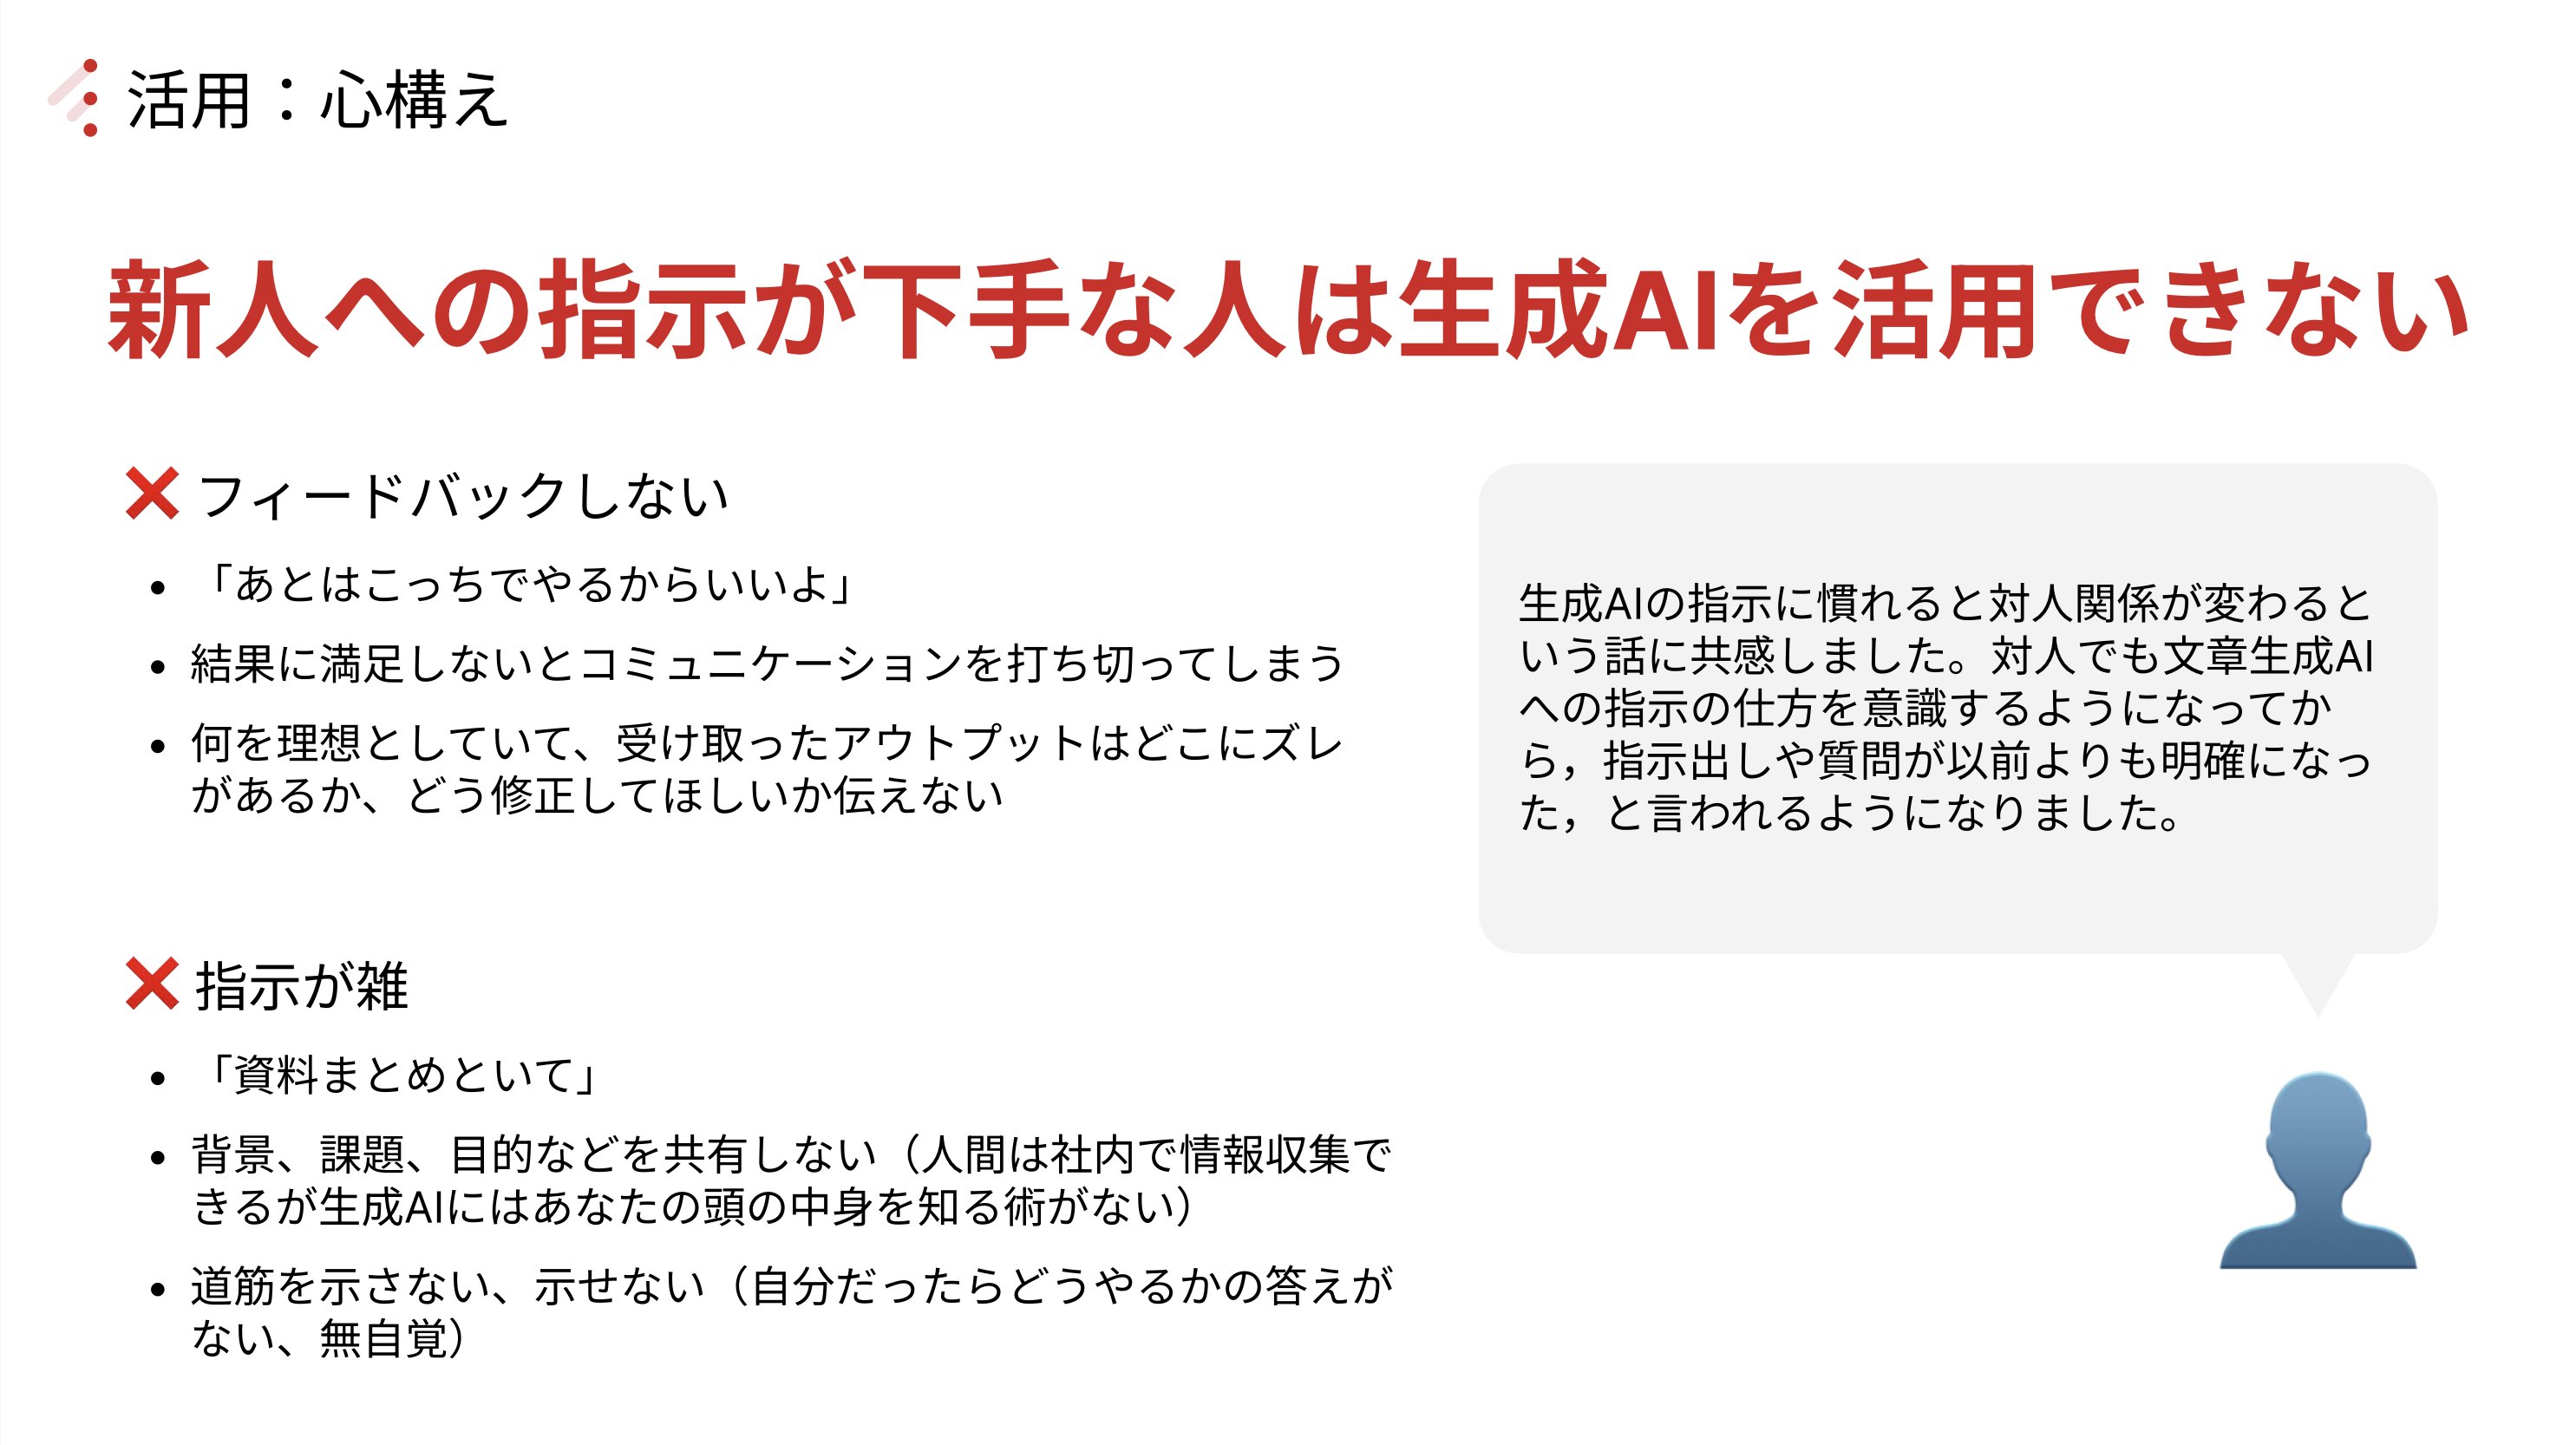 活用：心構え
新人への指示が下手な人は生成AIを活用できない
❌ フィードバックしない
• 「あとはこっちでやるからいいよ」
• 結果に満足しないとコミュニケーションを打ち切ってしまう
• 何を理想としていて、受け取ったアウトプットはどこにズレ
があるか、どう修正してほしいか伝えない
❌ 指示が雑
• 「資料まとめといて」
• 背景、課題、目的などを共有しない（人間は社内で情報収集で
きるが生成AIにはあなたの頭の中身を知る術がない）
• 道筋を示さない、示せない（自分だったらどうやるかの答えが
ない、無自覚）
生成AIの指示に慣れると対人関係が変わると
いう話に共感しました。対人でも文章生成AI
への指示の仕方を意識するようになってか
ら，指示出しや質問が以前よりも明確になっ
た，と言われるようになりました。